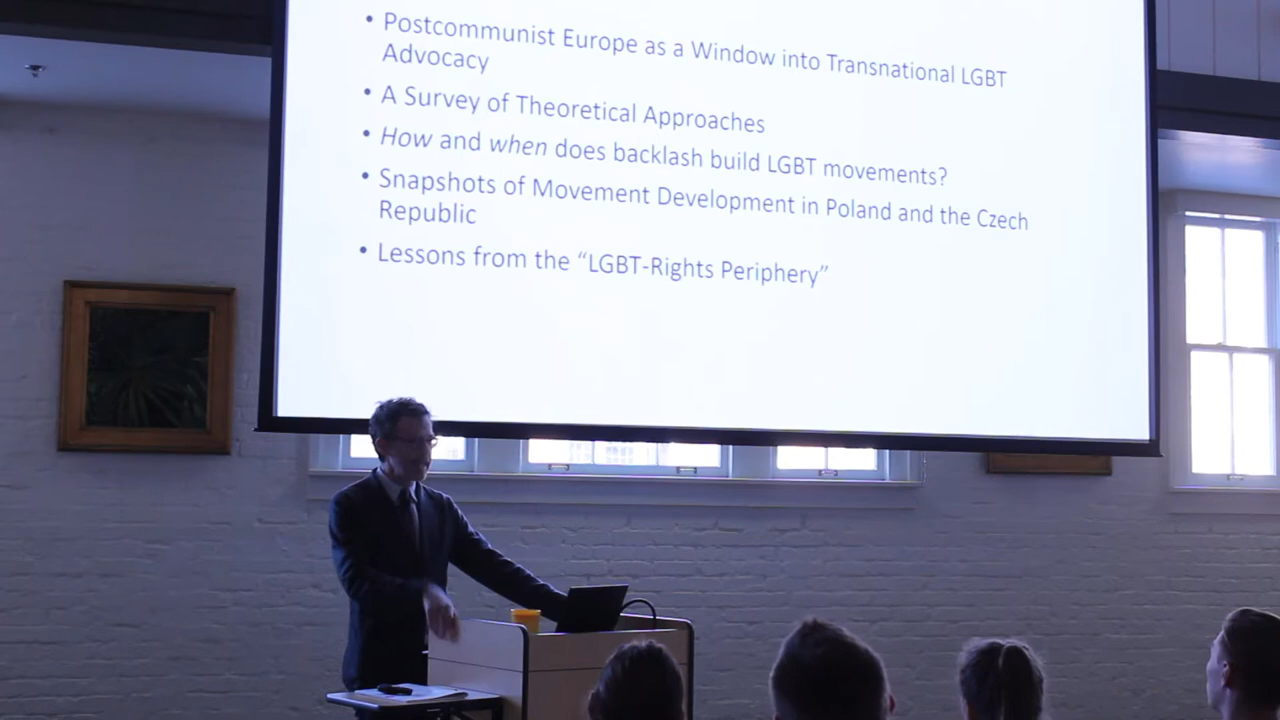 • Postcommunist Europe as a Window into Transnational LGBT
Advocacy
• A Survey of Theoretical Approaches
• How and when does backlash build LGBT movements?
• Snapshots of Movement Development in Poland and the Czech
Republic
• Lessons from the “LGBT-Rights Periphery”